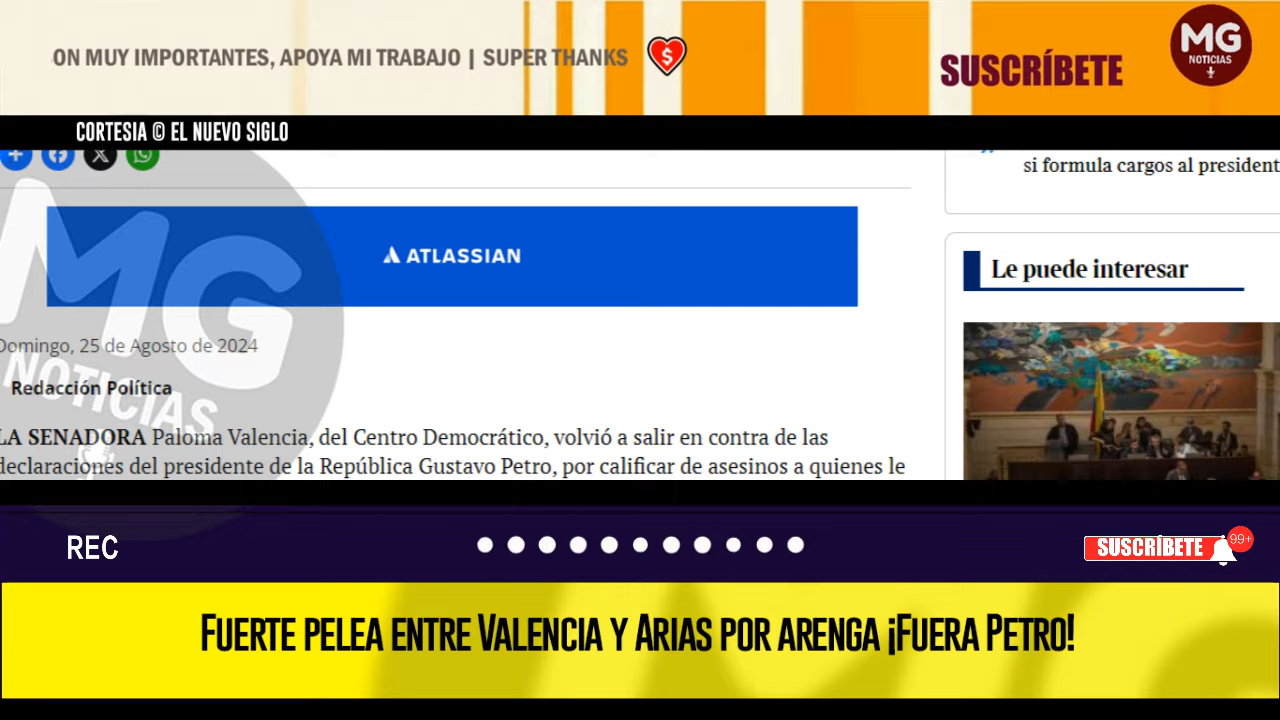 ON MUY IMPORTANTES, APOYA MI TRABAJO | SUPER THANKS
$
SUSCRÍBETE
MG
NOTICIAS
CORTESIA © EL NUEVO SIGLO
si formula cargos al president
ATLASSIAN
Le puede interesar
MG
NOTICIAS
Domingo, 25 de Agosto de 2024
Redacción Política
LA SENADORA Paloma Valencia, del Centro Democrático, volvió a salir en contra de las
declaraciones del presidente de la República Gustavo Petro, por calificar de asesinos a quienes le
REC
SUSCRÍBETE
99+
FUERTE PELEA ENTRE VALENCIA Y ARIAS POR ARENGA ¡FUERA PETRO!